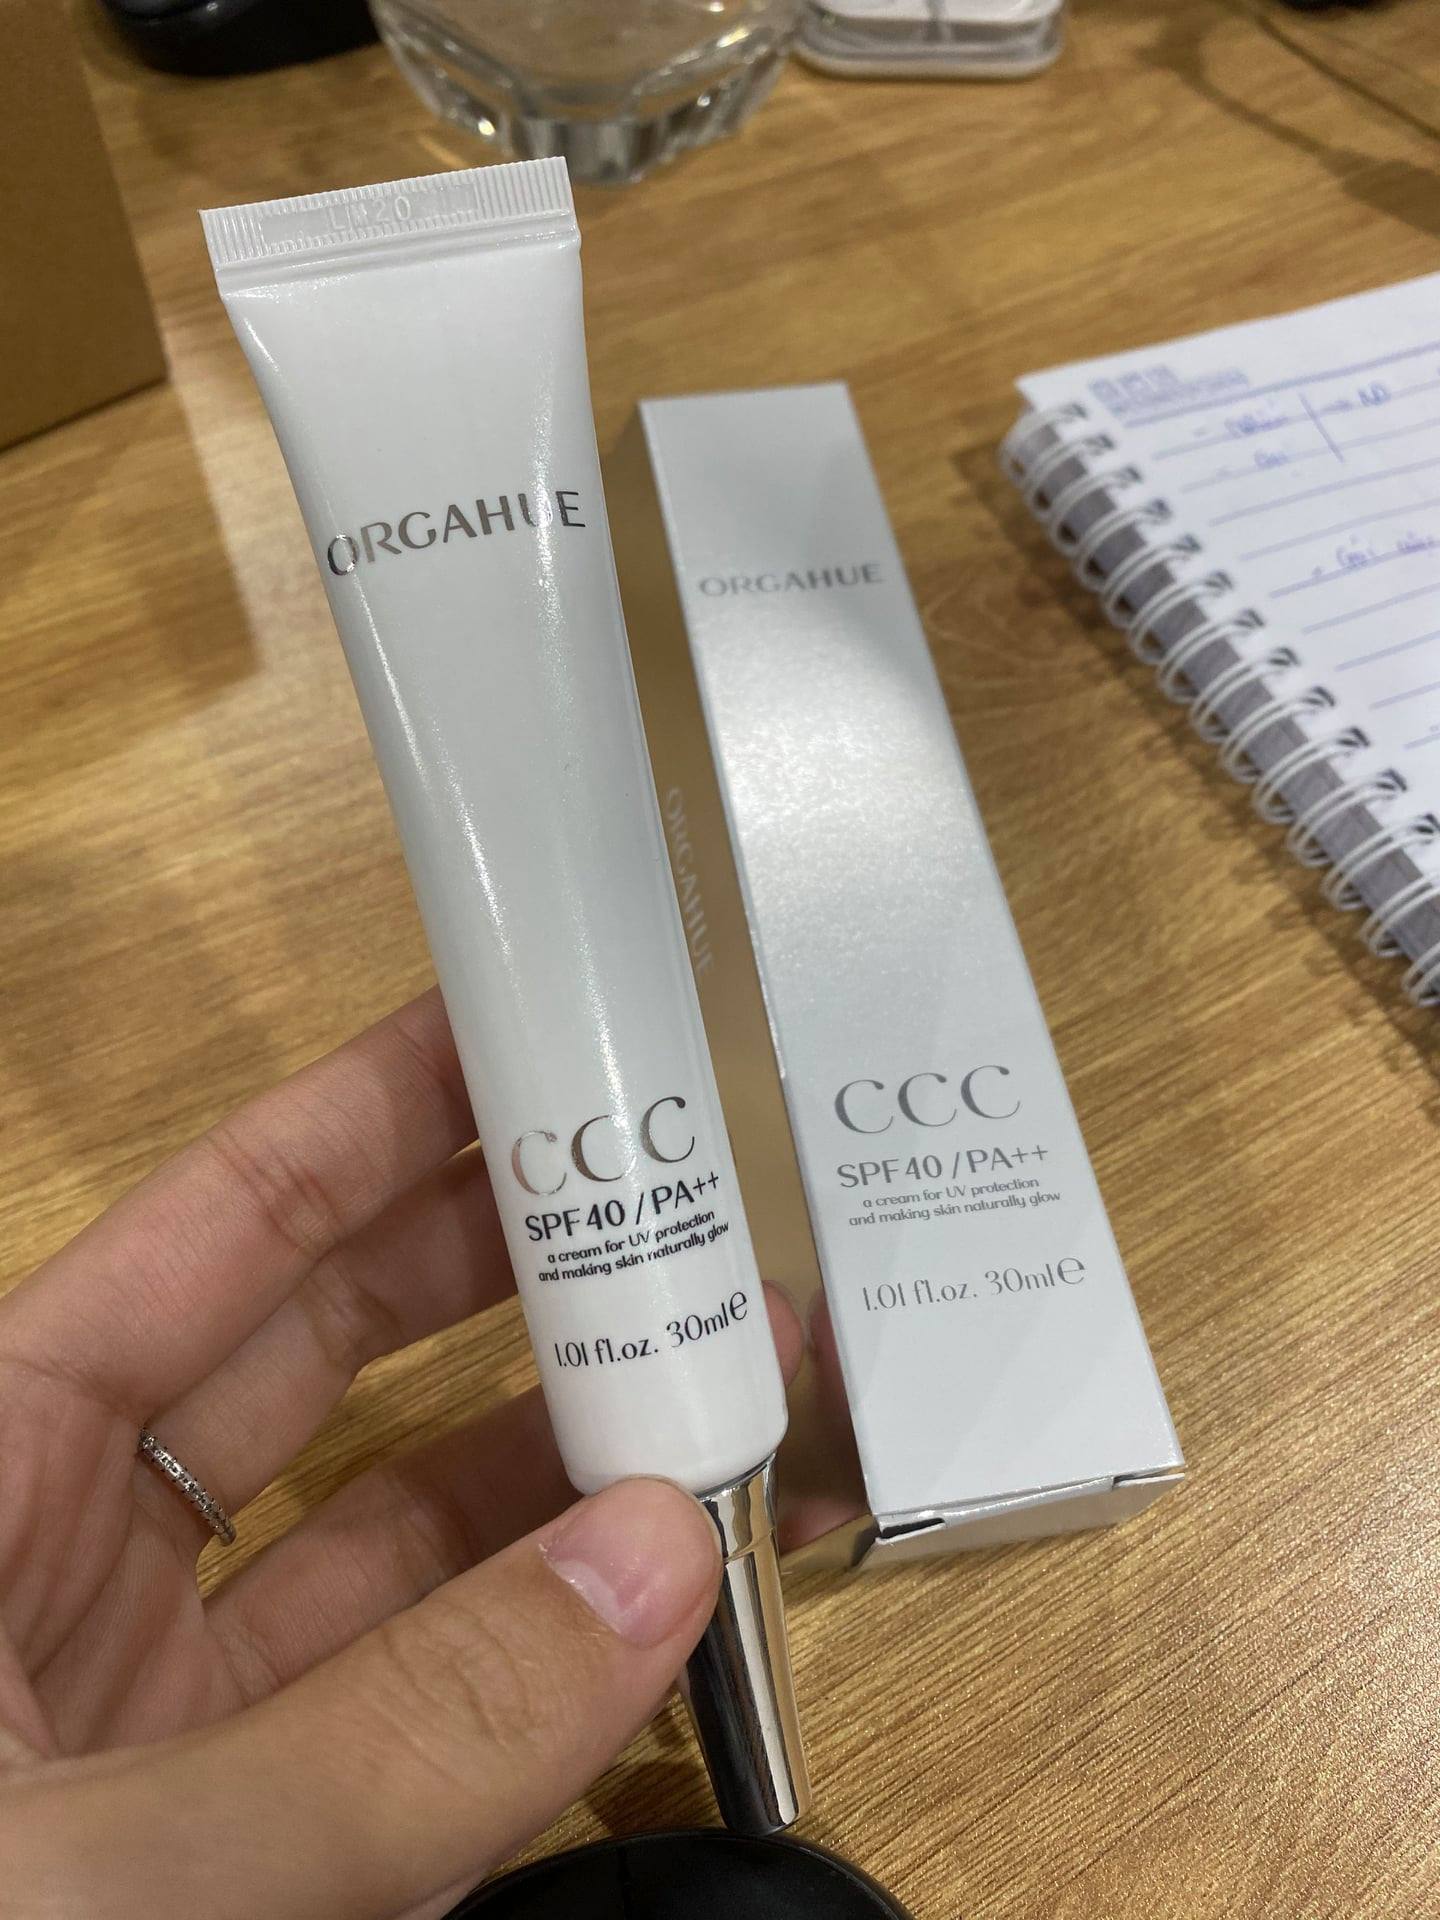 ORGAHUE
CCC
SPF40 / PA++
a cream for UV protection
and making skin naturally glow
1.01 fl.oz. 30ml℮
ORGAHUE
ORGAHUE
CCC
SPF40 / PA++
a cream for UV protection
and making skin naturally glow
1.01 fl.oz. 30ml℮